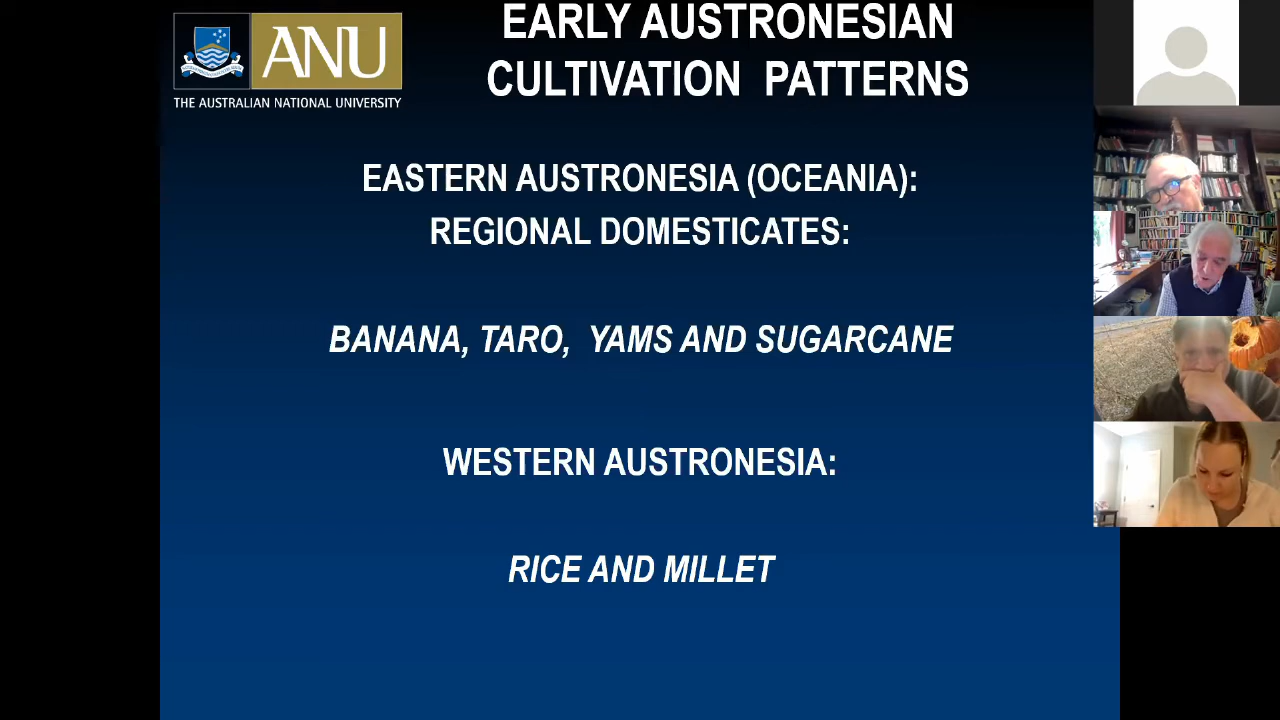 ANU
THE AUSTRALIAN NATIONAL UNIVERSITY
EARLY AUSTRONESIAN
CULTIVATION PATTERNS
EASTERN AUSTRONESIA (OCEANIA):
REGIONAL DOMESTICATES:
BANANA, TARO, YAMS AND SUGARCANE
WESTERN AUSTRONESIA:
RICE AND MILLET